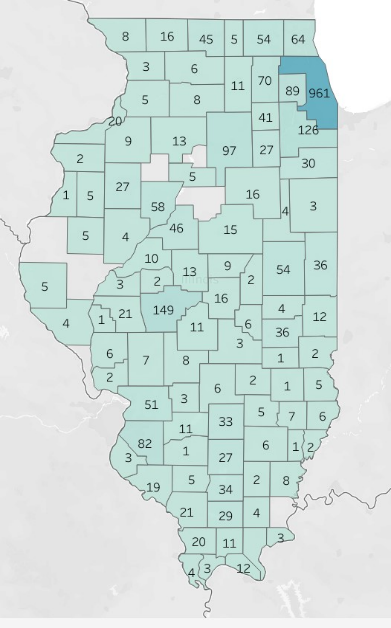 8 16 45 5 54 64
3 6 11 70 89 961
5 8
20 9 13 97 41 126
2 27 30
5
1 5 27 58 16 4 3
5 4 46 15
10 13 9 2 54 36
5 3 2
4 1 21 149 16 4 12
11 3 6 36
6 7 8 1 2
2 6 2 1 5
51 3 33 5 7 6
11
82 1 27 6 1 2
3
19 5 34 2 8
21 29 4
20 11 3
4 3 12